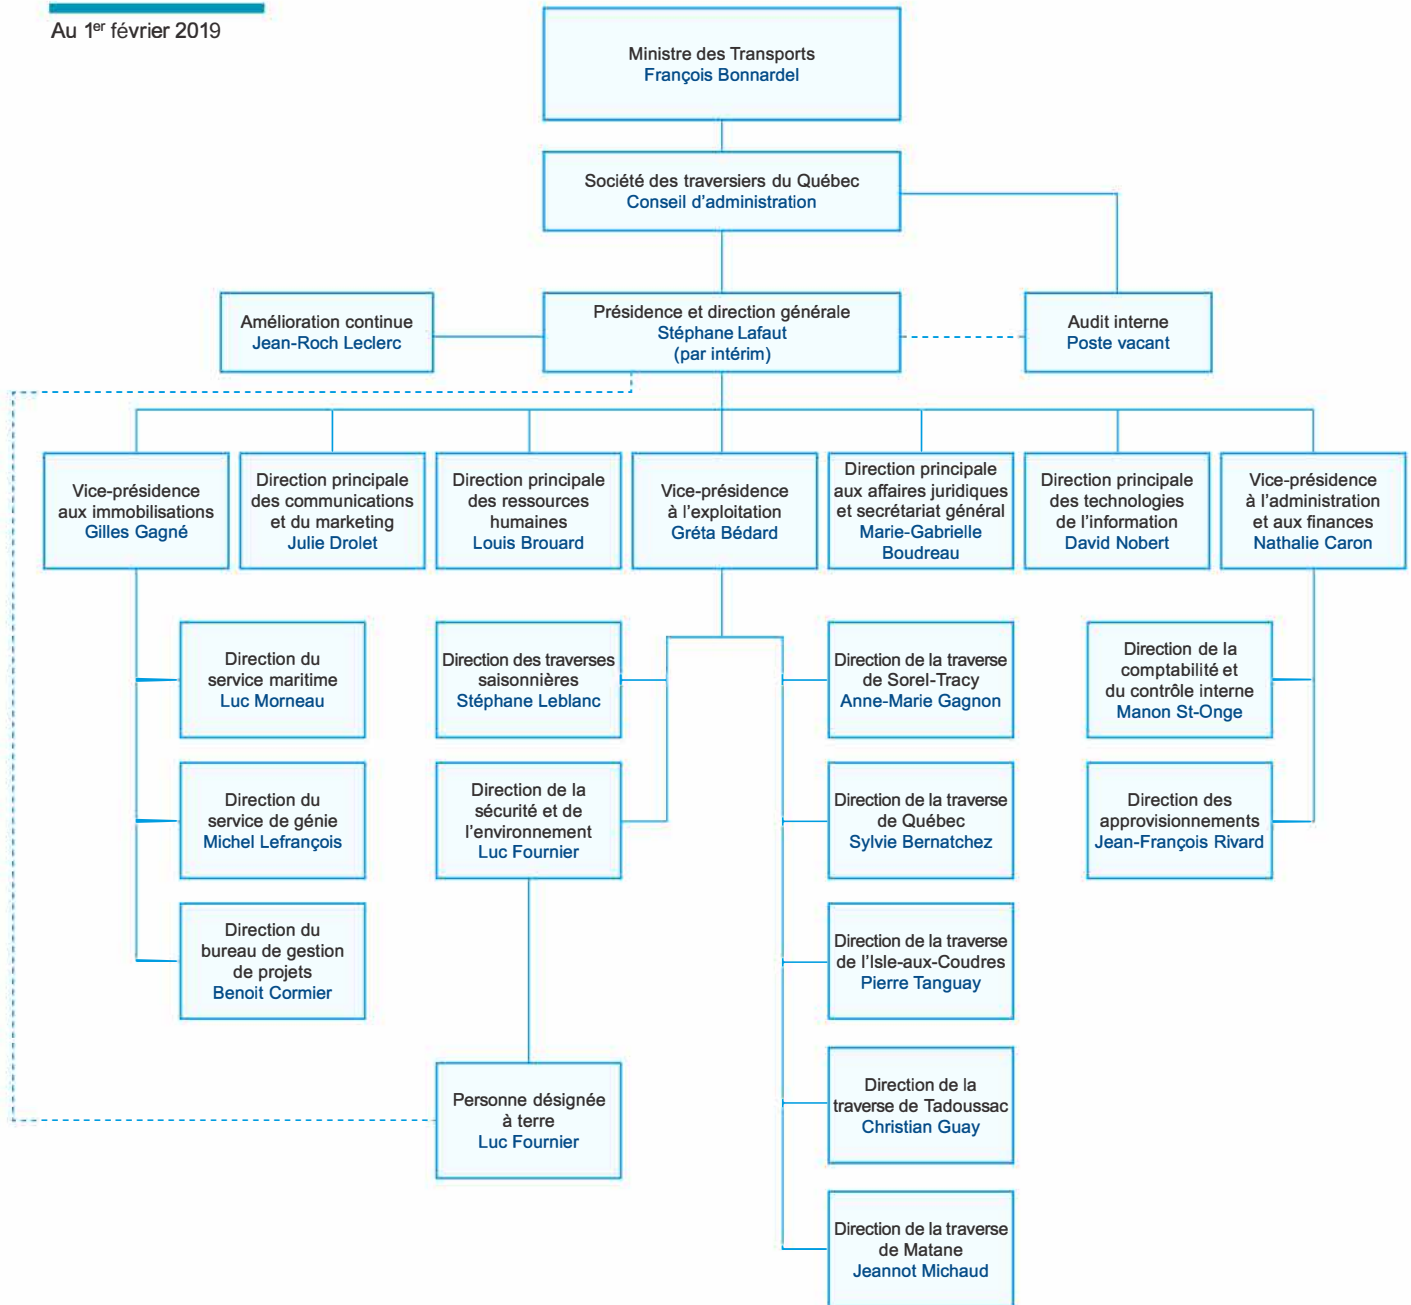 Au 1er février 2019
Ministre des Transports
François Bonnardel
Société des traversiers du Québec
Conseil d'administration
Amélioration continue
Jean-Roch Leclerc
Présidence et direction générale
Stéphane Lafaut
(par intérim)
Audit interne
Poste vacant
Vice-présidence
aux immobilisations
Gilles Gagné
Direction principale
des communications
et du marketing
Julie Drolet
Direction principale
des ressources
humaines
Louis Brouard
Vice-présidence
à l'exploitation
Gréta Bédard
Direction principale
aux affaires juridiques
et secrétariat général
Marie-Gabrielle
Boudreau
Direction principale
des technologies
de l'information
David Nobert
Vice-présidence
à l'administration
et aux finances
Nathalie Caron
Direction du
service maritime
Luc Morneau
Direction des traverses
saisonnières
Stéphane Leblanc
Direction de la traverse
de Sorel-Tracy
Anne-Marie Gagnon
Direction de la
comptabilité et
du contrôle interne
Manon St-Onge
Direction du
service de génie
Michel Lefrançois
Direction de la
sécurité et de
l'environnement
Luc Fournier
Direction de la traverse
de Québec
Sylvie Bernatchez
Direction des
approvisionnements
Jean-François Rivard
Direction du
bureau de gestion
de projets
Benoit Cormier
Direction de la traverse
de l'Isle-aux-Coudres
Pierre Tanguay
Personne désignée
à terre
Luc Fournier
Direction de la
traverse de Tadoussac
Christian Guay
Direction de la traverse
de Matane
Jeannot Michaud